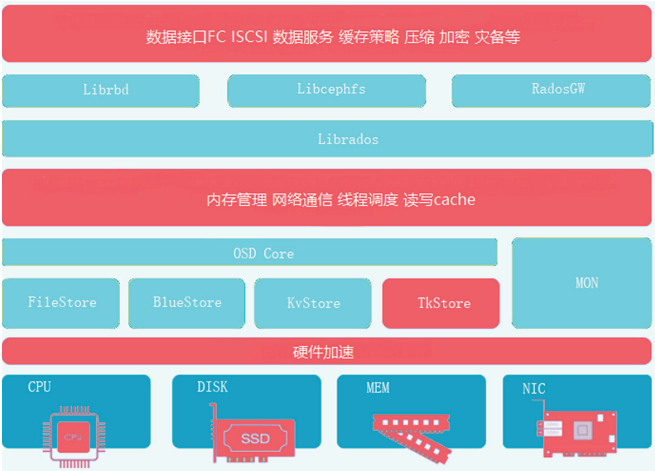 数据接口FC ISCSI 数据服务 缓存策略 压缩 加密 灾备等
Librbd
Libcephfs
RadosGW
Librados
内存管理 网络通信 线程调度 读写cache
OSD Core
MON
FileStore
BlueStore
KvStore
TkStore
硬件加速
CPU
DISK
MEM
NIC
CPU
SSD